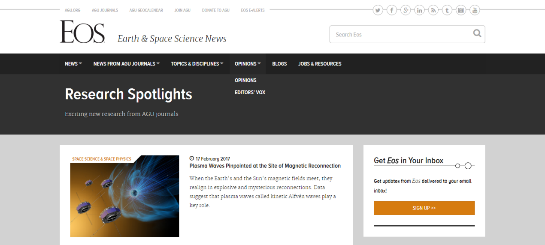 AGU.ORG AGU JOURNALS AGU GEOCALENDAR JOIN AGU DONATE TO AGU EOS E-ALERTS
Eos Earth & Space Science News
Search Eos
NEWS NEWS FROM AGU JOURNALS TOPICS & DISCIPLINES OPINIONS BLOGS JOBS & RESOURCES
OPINIONS
EDITORS' VOX
Research Spotlights
Exciting new research from AGU journals
SPACE SCIENCE & SPACE PHYSICS
17 February 2017
Plasma Waves Pinpointed at the Site of Magnetic Reconnection
When the Earth's and the Sun's magnetic fields meet, they
realign in explosive and mysterious reconnections. Data
suggest that plasma waves called kinetic Alfvén waves play a
key role.
Get Eos in Your Inbox
Get updates from Eos delivered to your email
inbox!
SIGN UP >>